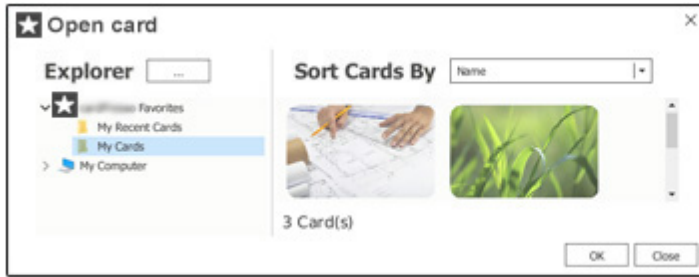 Open card
Explorer ...
Sort Cards By Name
Favorites
My Recent Cards
My Cards
My Computer
3 Card(s)
OK Close